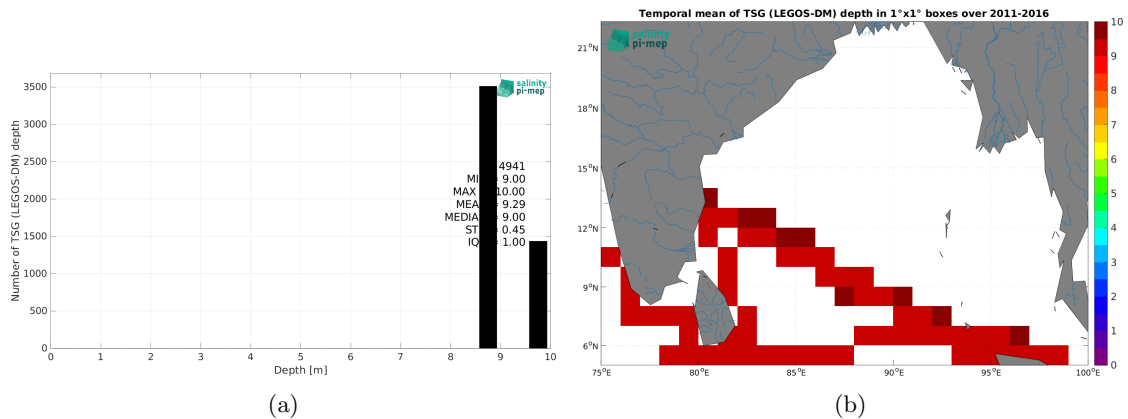 salinity
pi-mep
3500
3000
2500
2000
1500
1000
500
0
Number of TSG (LEGOS-DM) depth
4941
MI = 9.00
MAX 10.00
MEA = 9.29
MEDIA 9.00
ST = 0.45
IQ = 1.00
0 1 2 3 4 5 6 7 8 9 10
Depth [m]
(a)
Temporal mean of TSG (LEGOS-DM) depth in 1°x1° boxes over 2011-2016
salinity
pi-mep
21°N
18°N
15°N
12°N
9°N
6°N
75°E 80°E 85°E 90°E 95°E 100°E
10
9
8
7
6
5
4
3
2
1
0
(b)